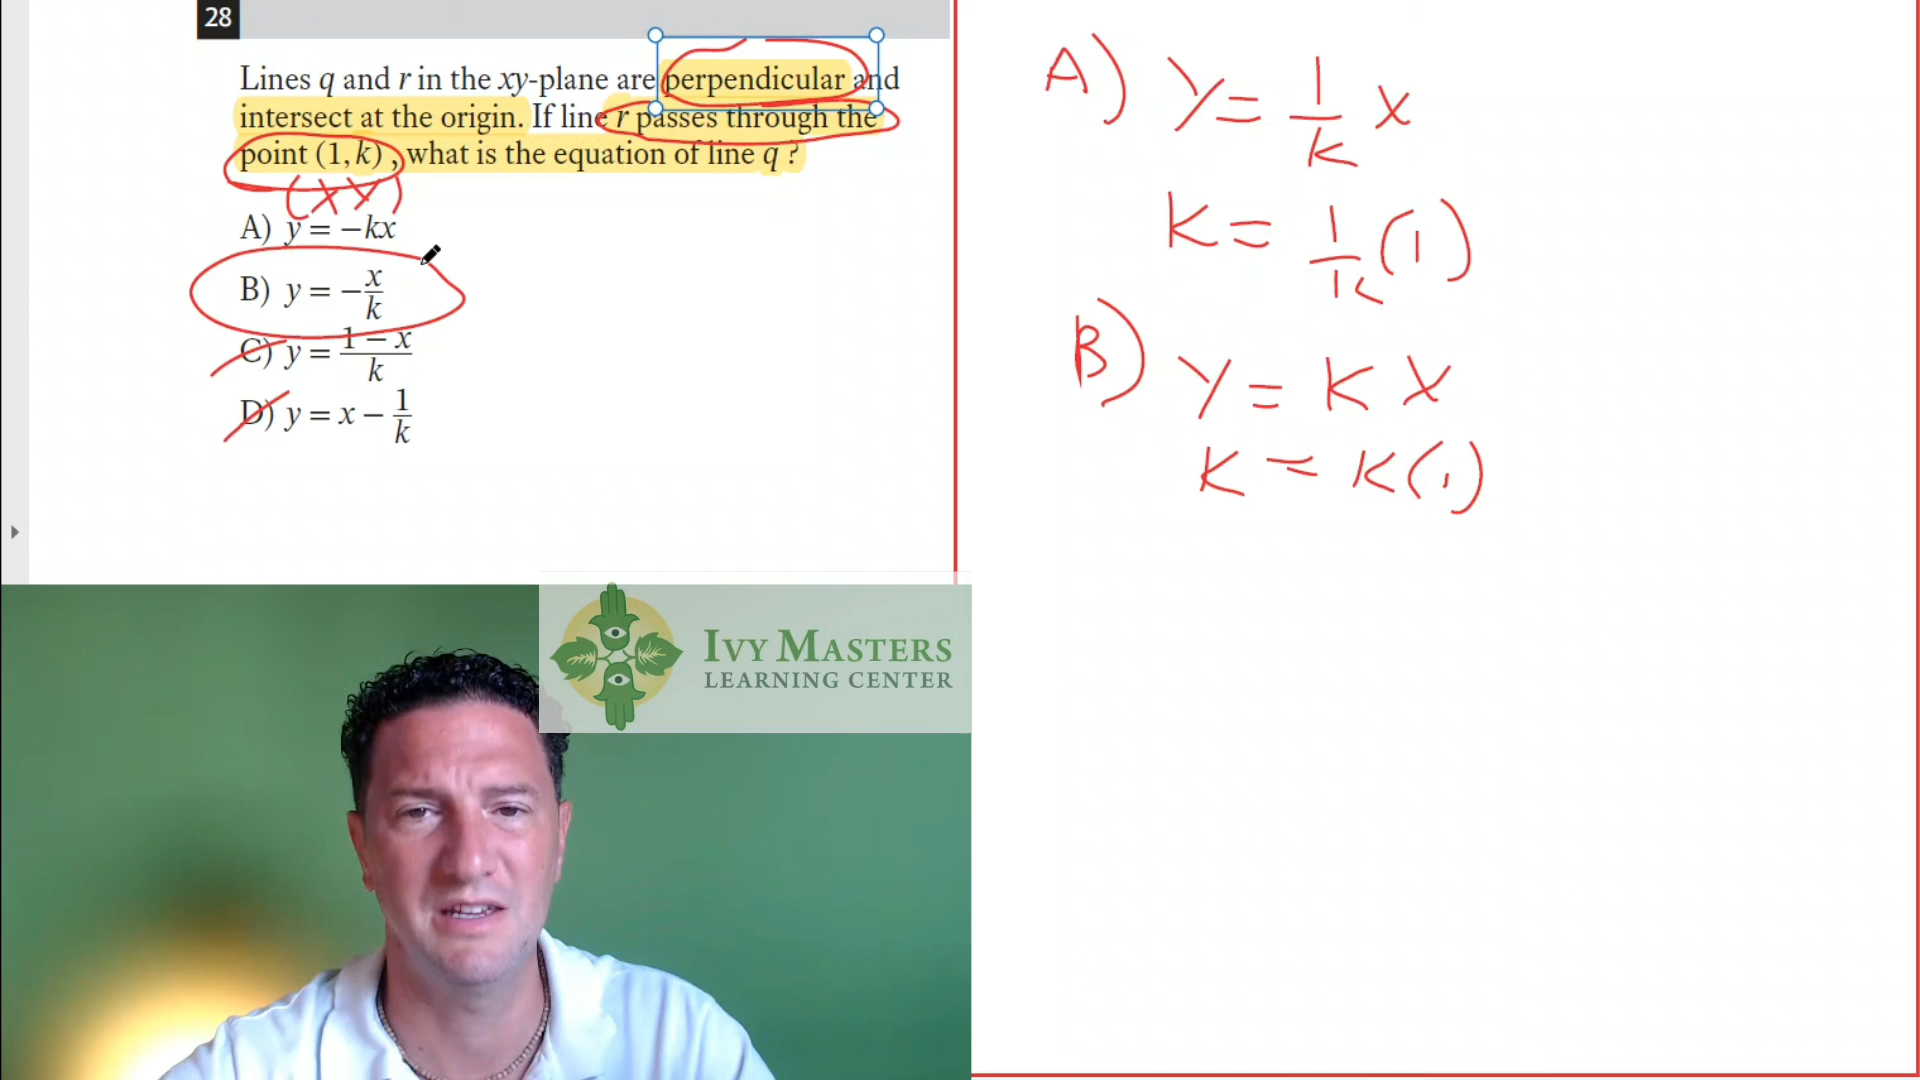 28
Lines q and r in the xy-plane are perpendicular and
intersect at the origin. If line r passes through the
point (1, k), what is the equation of line q ?
(X Y)
A) y = −kx
B) y = −x/k
C) y = (1 − x)/k
D) y = x − 1/k
A) Y = 1/K X
K = 1/K (1)
B) Y = K X
K = K(1)
IVY MASTERS
LEARNING CENTER